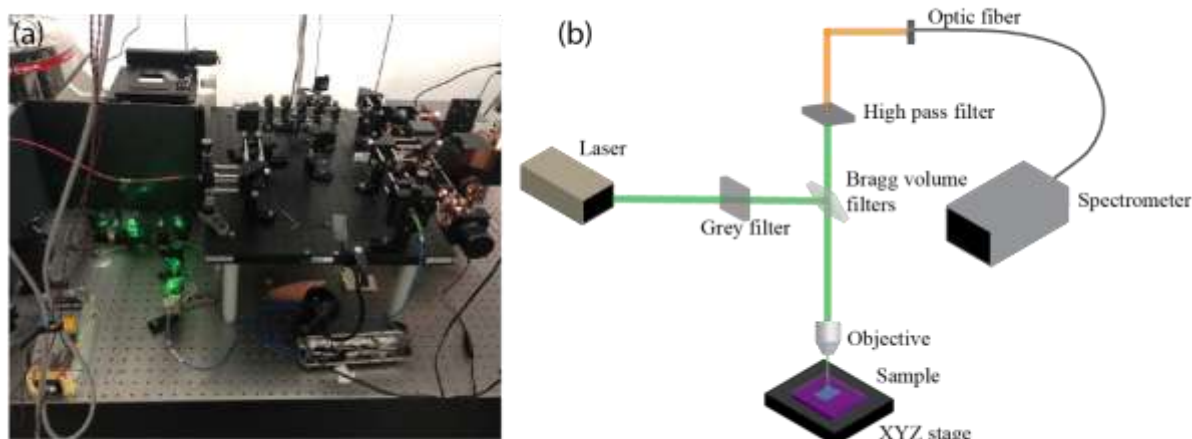 (a)
(b)
Optic fiber
High pass filter
Laser
Bragg volume
filters
Spectrometer
Grey filter
Objective
Sample
XYZ stage